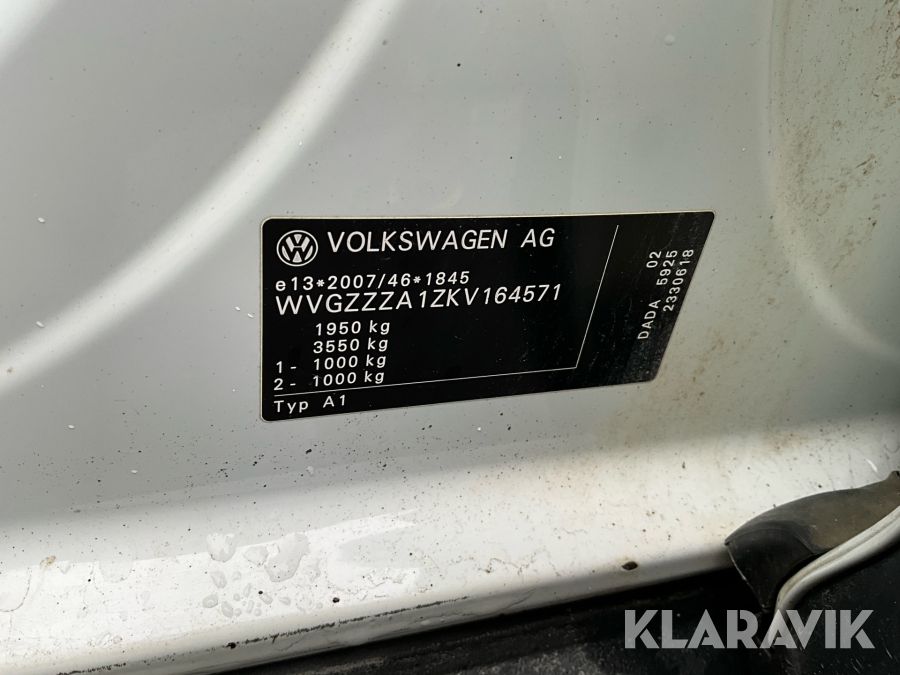 VOLKSWAGEN AG
e13*2007/46*1845
WVGZZZA1ZKV164571
1950 kg
3550 kg
1- 1000 kg
2- 1000 kg
Typ A1
02
DADA 5925
2330618
KLARAVIK